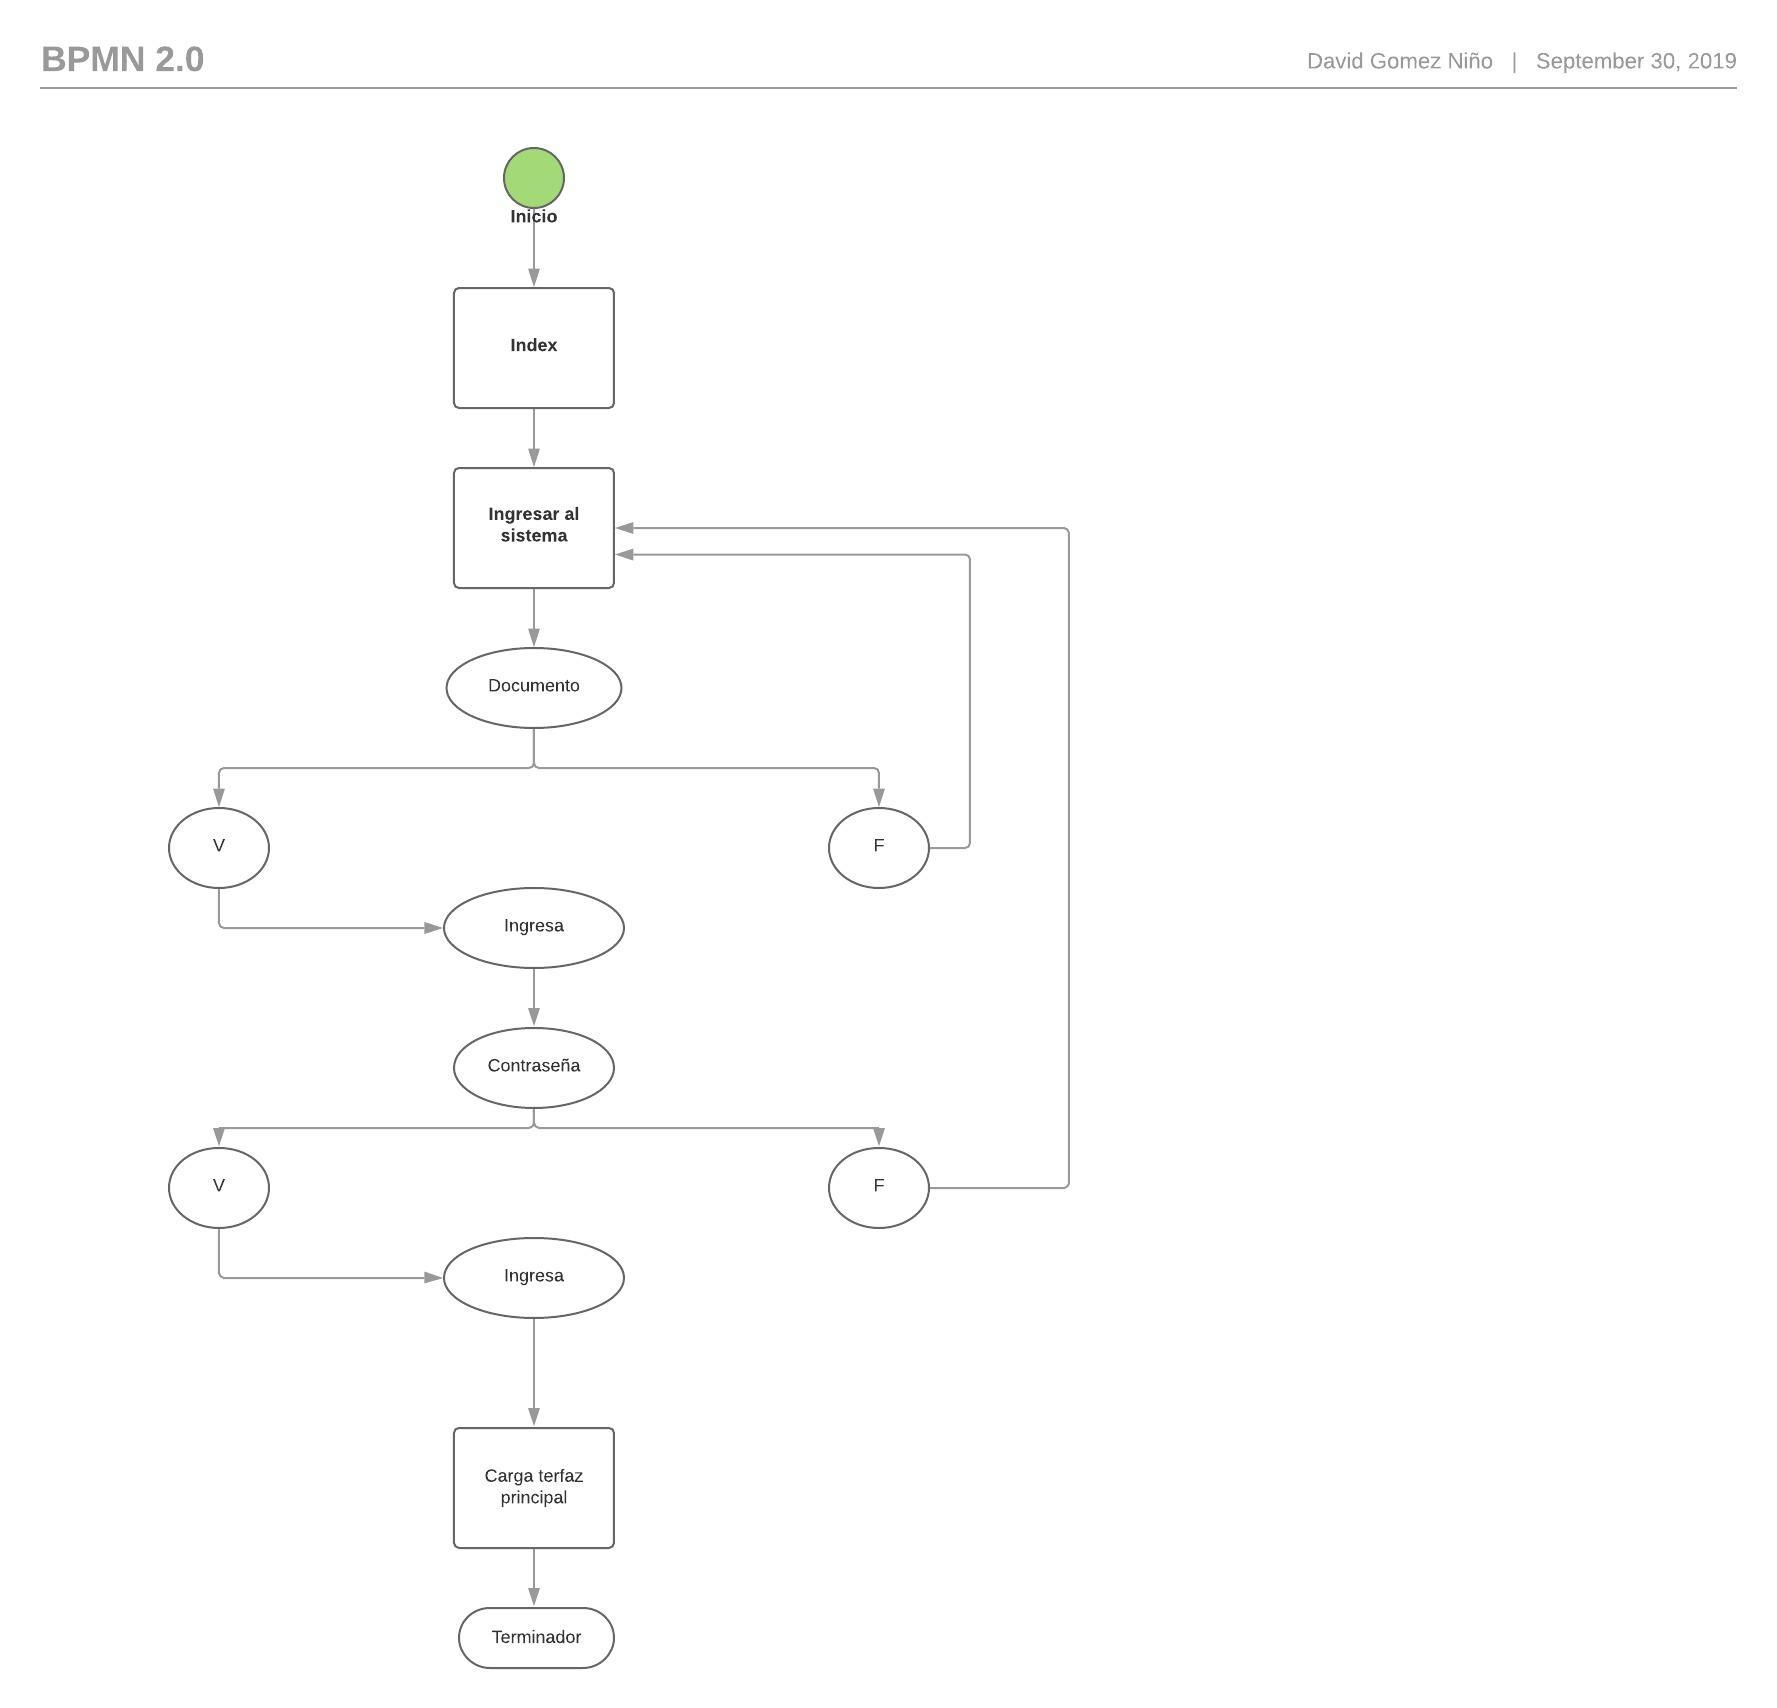 BPMN 2.0
David Gomez Niño | September 30, 2019
Inicio
Index
Ingresar al
sistema
Documento
V
F
Ingresa
Contraseña
V
F
Ingresa
Carga terfaz
principal
Terminador